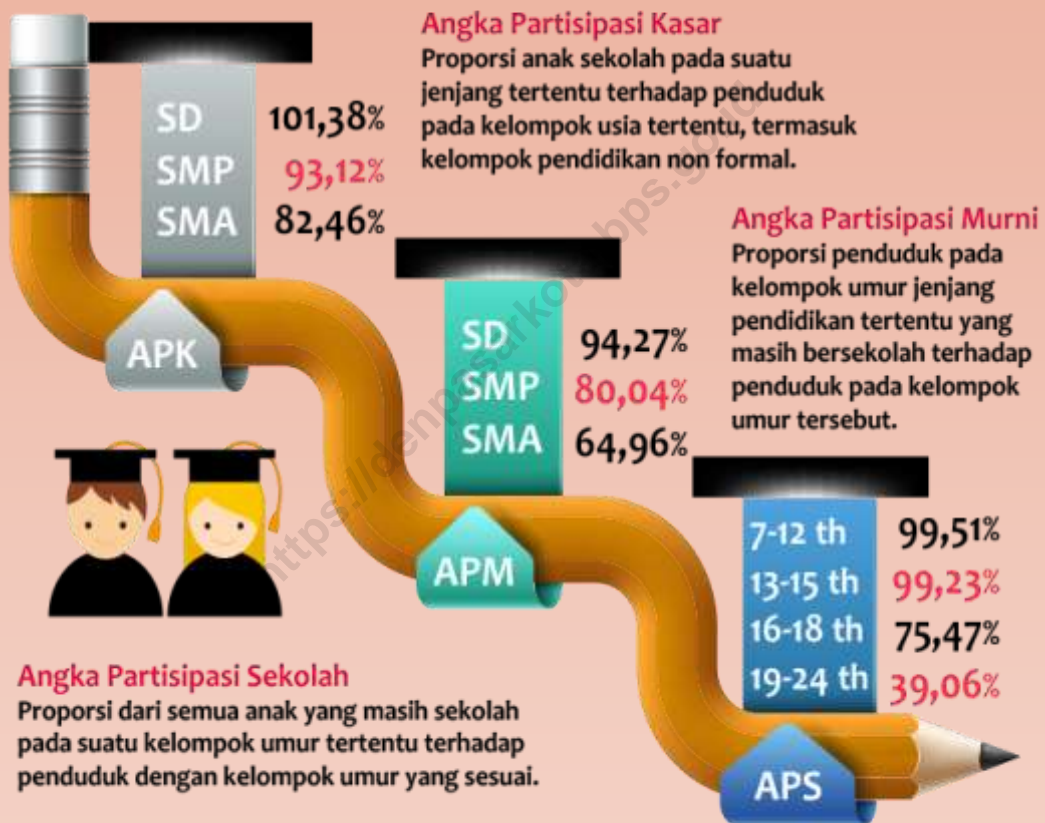 Angka Partisipasi Kasar
Proporsi anak sekolah pada suatu
jenjang tertentu terhadap penduduk
pada kelompok usia tertentu, termasuk
kelompok pendidikan non formal.
SD 101,38%
SMP 93,12%
SMA 82,46%
APK
Angka Partisipasi Murni
Proporsi penduduk pada
kelompok umur jenjang
pendidikan tertentu yang
masih bersekolah terhadap
penduduk pada kelompok
umur tersebut.
SD 94,27%
SMP 80,04%
SMA 64,96%
APM
7-12 th 99,51%
13-15 th 99,23%
16-18 th 75,47%
19-24 th 39,06%
APS
Angka Partisipasi Sekolah
Proporsi dari semua anak yang masih sekolah
pada suatu kelompok umur tertentu terhadap
penduduk dengan kelompok umur yang sesuai.
https://denpasarkota.bps.go.id